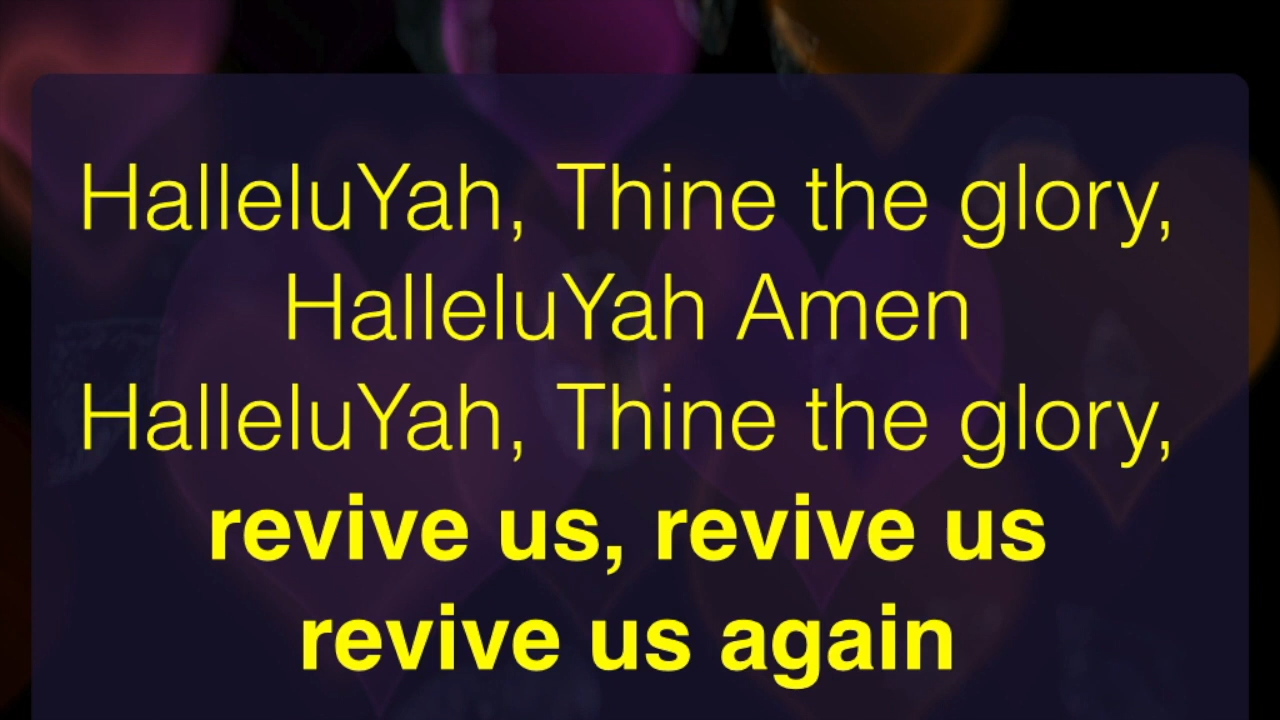 HalleluYah, Thine the glory,
HalleluYah Amen
HalleluYah, Thine the glory,
revive us, revive us
revive us again